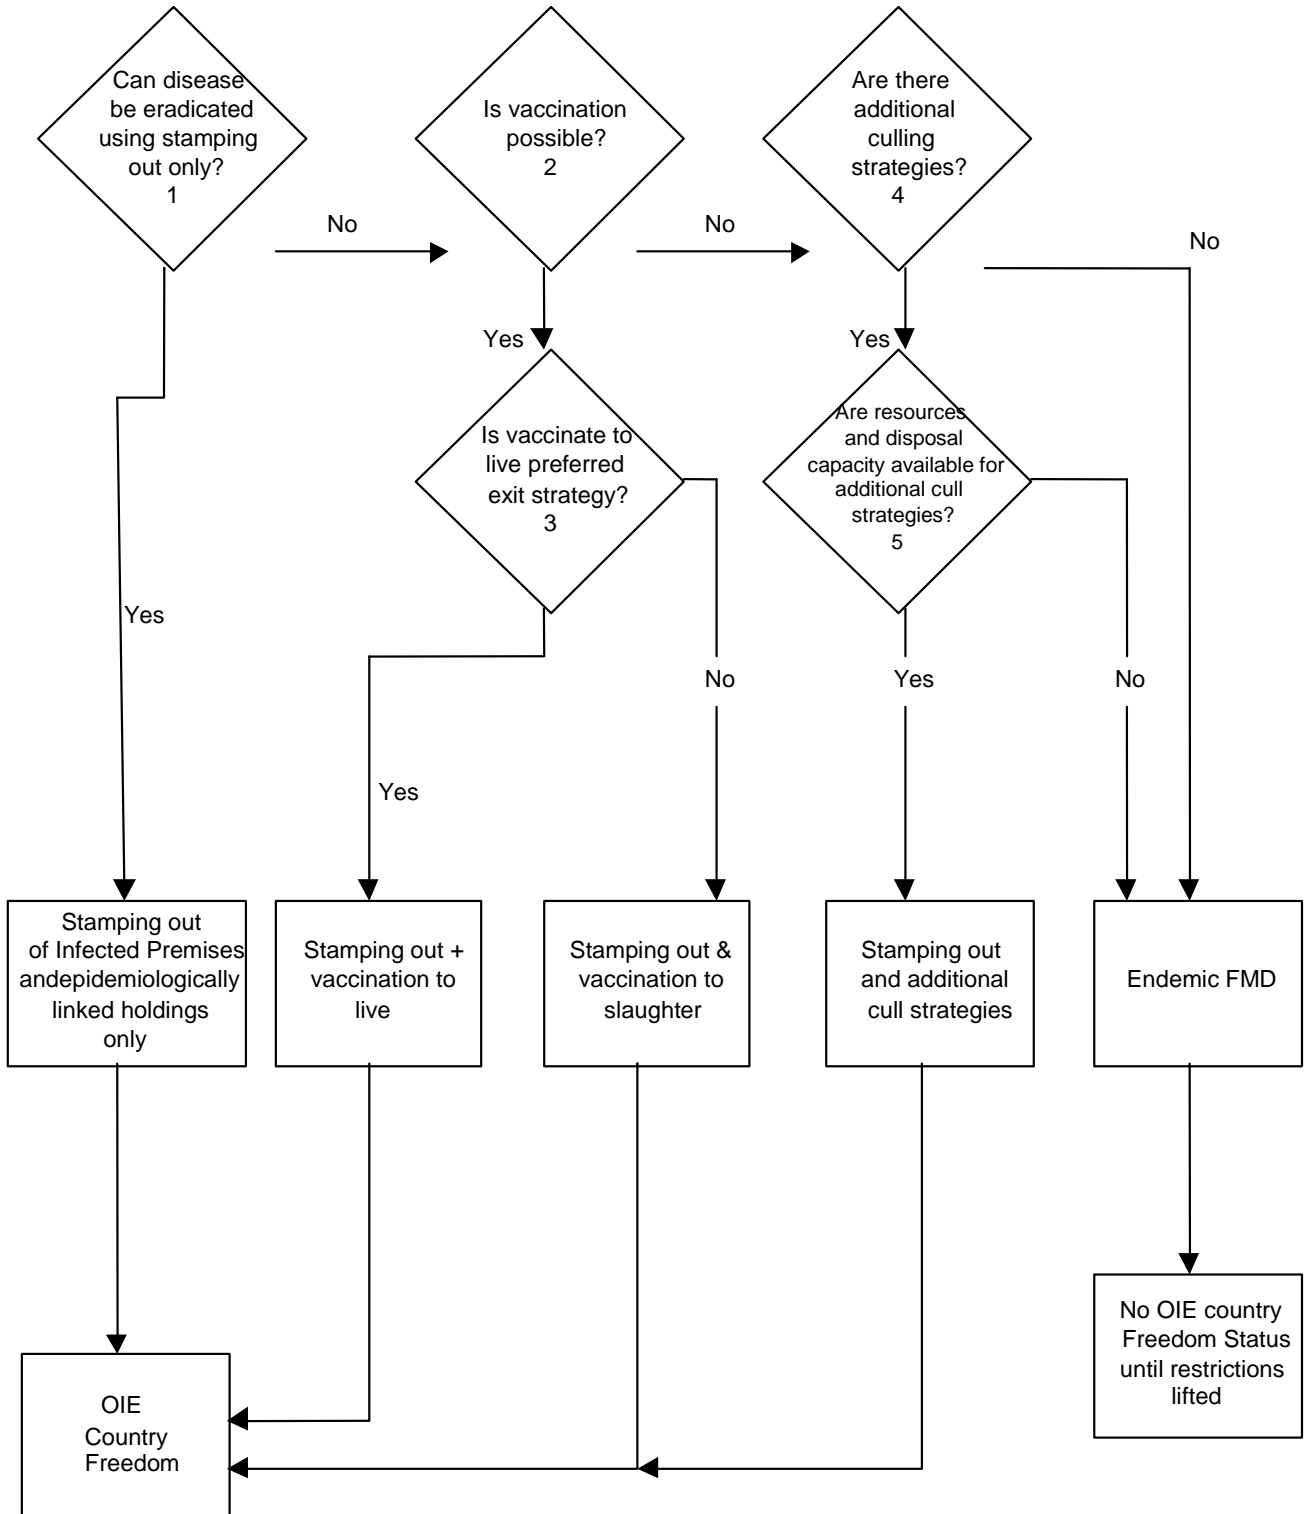 Can disease
be eradicated
using stamping
out only?
1
Is vaccination
possible?
2
Are there
additional
culling
strategies?
4
No
No
No
Yes
Yes
Is vaccinate to
live preferred
exit strategy?
3
Are resources
and disposal
capacity available for
additional cull
strategies?
5
Yes
No
Yes
No
Yes
Stamping out
of Infected Premises
andepidemiologically
linked holdings
only
Stamping out +
vaccination to
live
Stamping out &
vaccination to
slaughter
Stamping out
and additional
cull strategies
Endemic FMD
No OIE country
Freedom Status
until restrictions
lifted
OIE
Country
Freedom